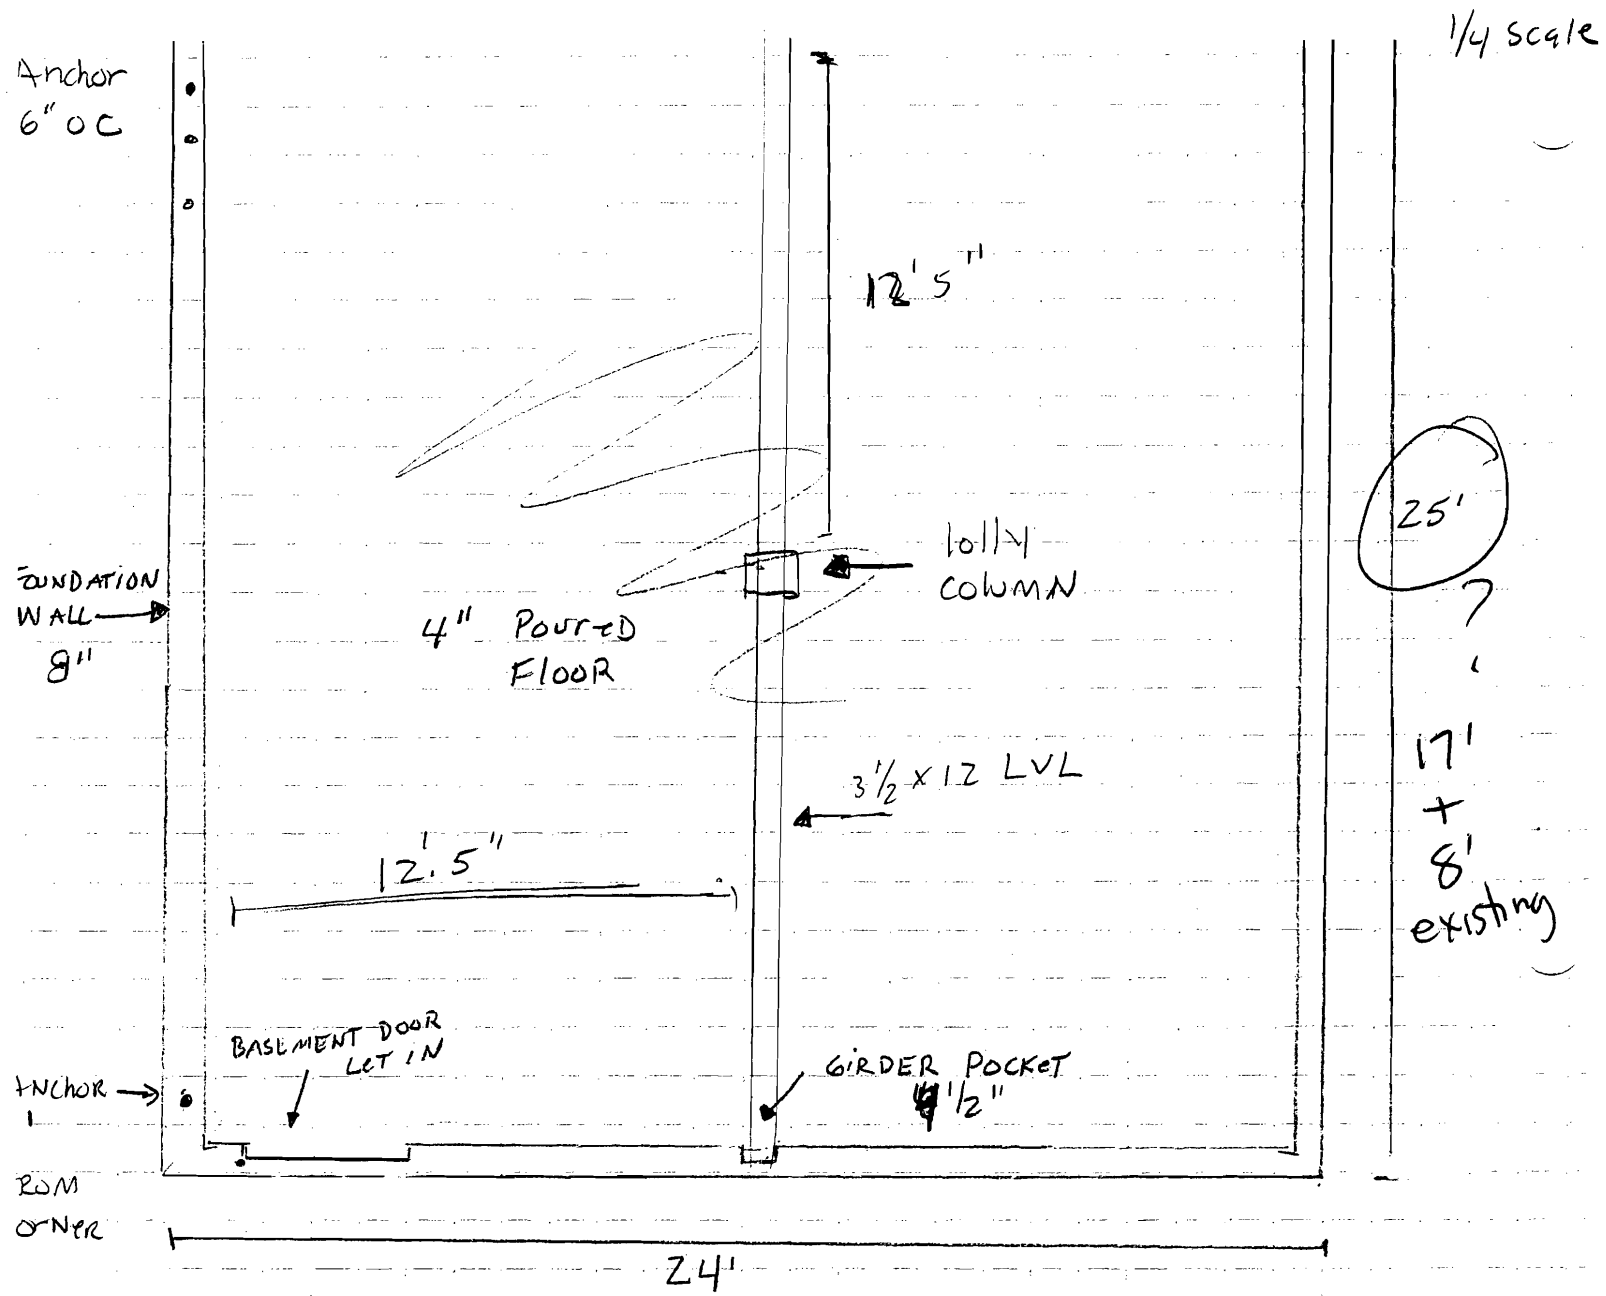 1/4 scale
Anchor
6" OC
12' 5"
25'
?
lolly
COLUMN
FOUNDATION
WALL
8"
4" Poured
FlooR
17'
+
8'
existing
3 1/2 x 12 LVL
12'.5"
BASEMENT DOOR
LET iN
GiRDER POCKET
1/2"
ANCHOR
1
ROM
OrNeR
24'